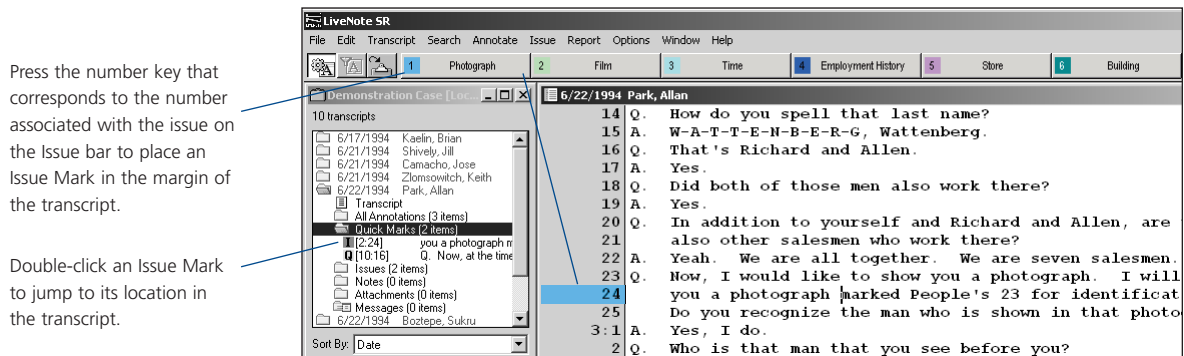 Press the number key that
corresponds to the number
associated with the issue on
the Issue bar to place an
Issue Mark in the margin of
the transcript.
Double-click an Issue Mark
to jump to its location in
the transcript.
LiveNote SR
File Edit Transcript Search Annotate Issue Report Options Window Help
1 Photograph 2 Film 3 Time 4 Employment History 5 Store 6 Building
Demonstration Case [Loc...
10 transcripts
6/17/1994 Kaelin, Brian
6/21/1994 Shively, Jill
6/21/1994 Camacho, Jose
6/21/1994 Zlomsowitch, Keith
6/22/1994 Park, Allan
Transcript
All Annotations (3 items)
Quick Marks (2 items)
I [2:24] you a photograph m
Q [10:16] Q. Now, at the time
Issues (2 items)
Notes (0 items)
Attachments (0 items)
Messages (0 items)
6/22/1994 Boztepe, Sukru
Sort By: Date
6/22/1994 Park, Allan
14 Q. How do you spell that last name?
15 A. W-A-T-T-E-N-B-E-R-G, Wattenberg.
16 Q. That's Richard and Allen.
17 A. Yes.
18 Q. Did both of those men also work there?
19 A. Yes.
20 Q. In addition to yourself and Richard and Allen, are
21 also other salesmen who work there?
22 A. Yeah. We are all together. We are seven salesmen.
23 Q. Now, I would like to show you a photograph. I will
24 you a photograph marked People's 23 for identificat
25 Do you recognize the man who is shown in that photo
3:1 A. Yes, I do.
2 Q. Who is that man that you see before you?